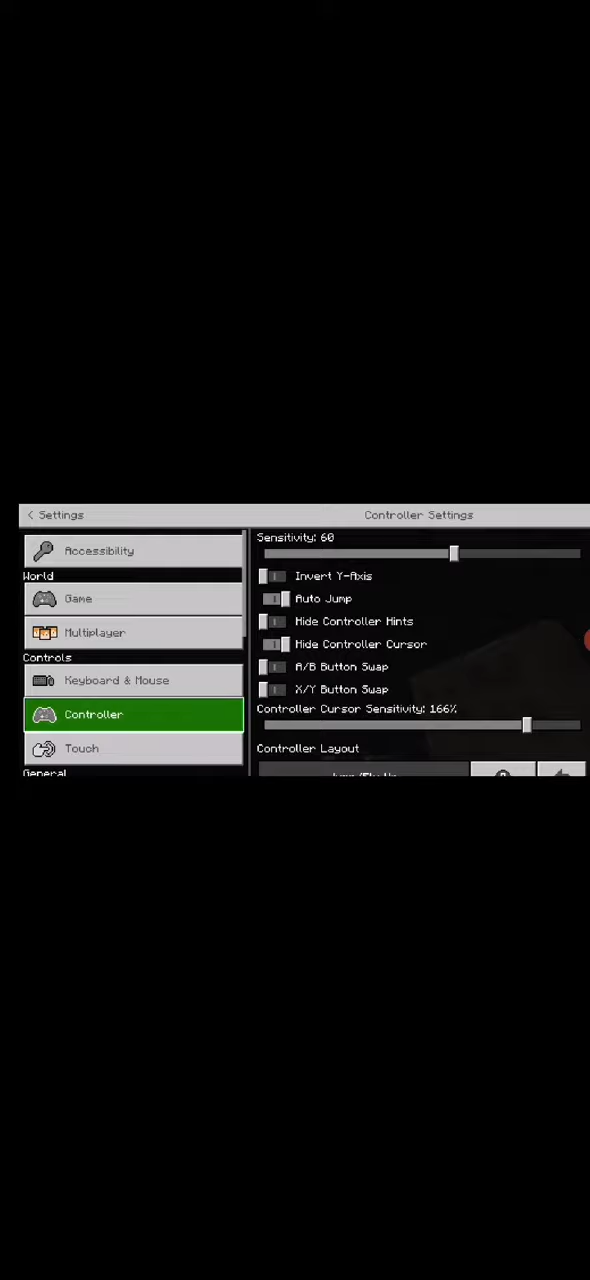 < Settings
Controller Settings
Accessibility
World
Game
Multiplayer
Controls
Keyboard & Mouse
Controller
Touch
General
Sensitivity: 60
Invert Y-Axis
Auto Jump
Hide Controller Hints
Hide Controller Cursor
A/B Button Swap
X/Y Button Swap
Controller Cursor Sensitivity: 166%
Controller Layout